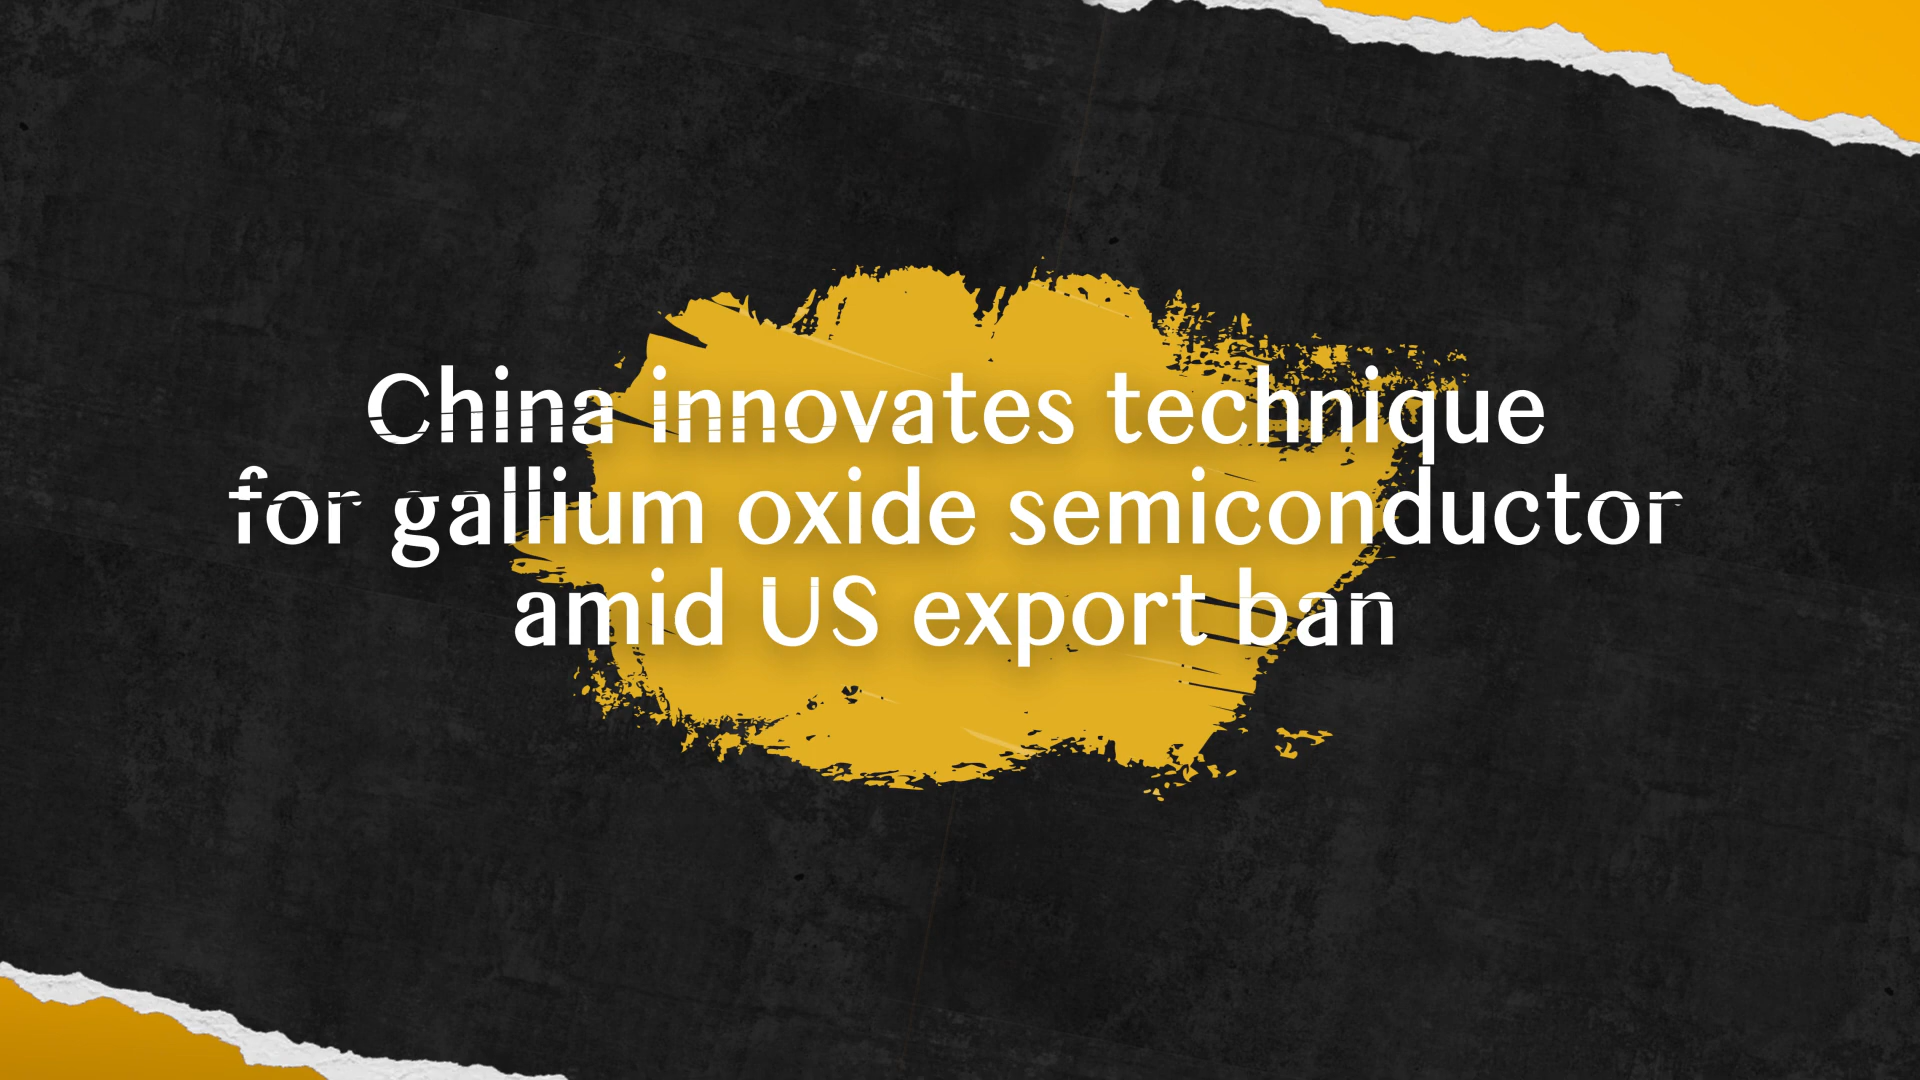 China innovates technique
for gallium oxide semiconductor
amid US export ban